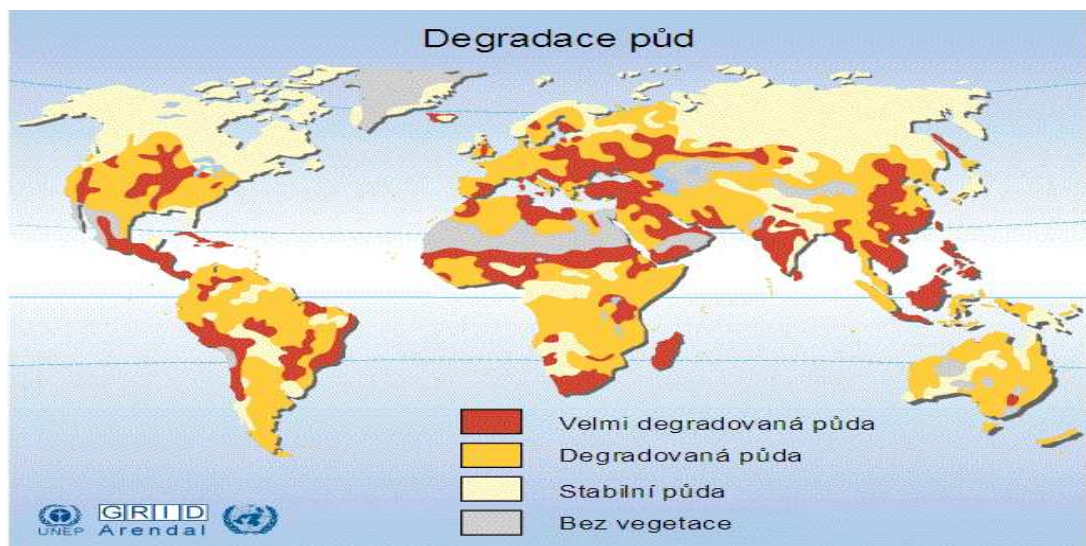 Degradace půd
Velmi degradovaná půda
Degradovaná půda
Stabilní půda
Bez vegetace
UNEP
GRID
Arendal